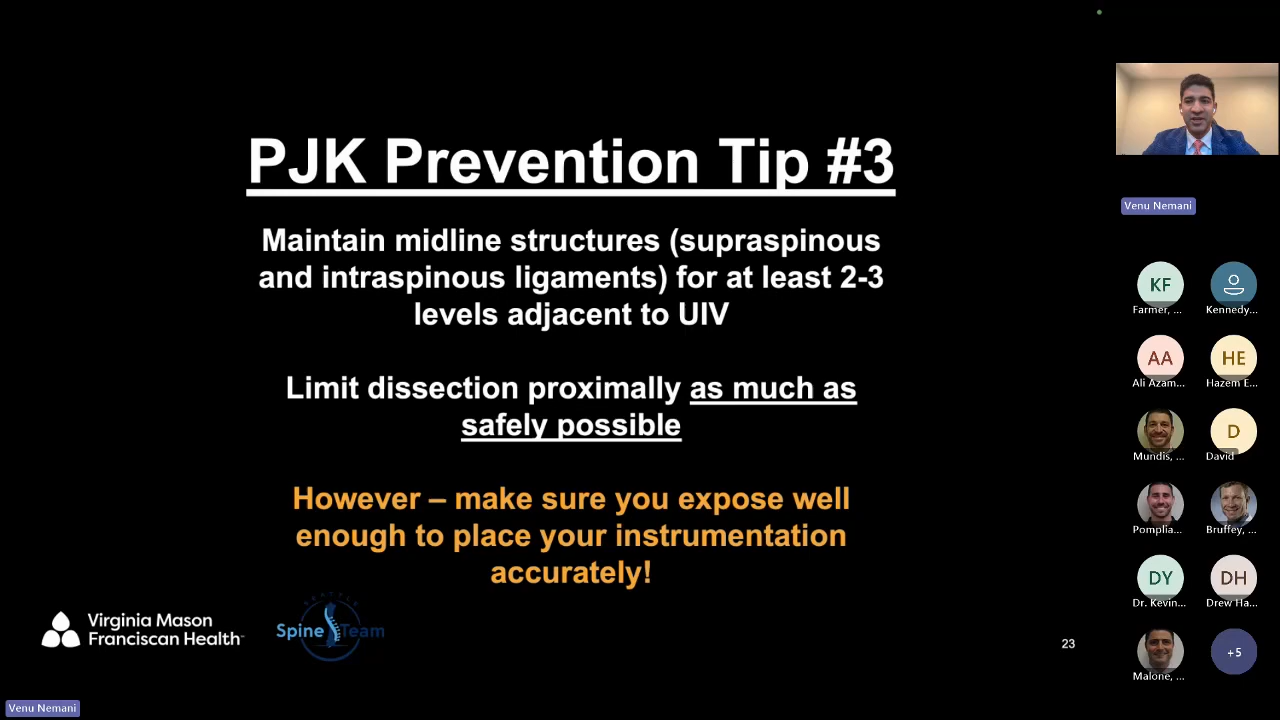 PJK Prevention Tip #3
Maintain midline structures (supraspinous
and intraspinous ligaments) for at least 2-3
levels adjacent to UIV
Limit dissection proximally as much as
safely possible
However – make sure you expose well
enough to place your instrumentation
accurately!
Virginia Mason
Franciscan Health
SEATTLE
Spine Team
23
Venu Nemani
Venu Nemani
KF
Farmer, ...
Kennedy...
AA
Ali Azam...
HE
Hazem E...
Mundis, ...
D
David
Pomplia...
Bruffey, ...
DY
Dr. Kevin...
DH
Drew Ha...
Malone, ...
+5